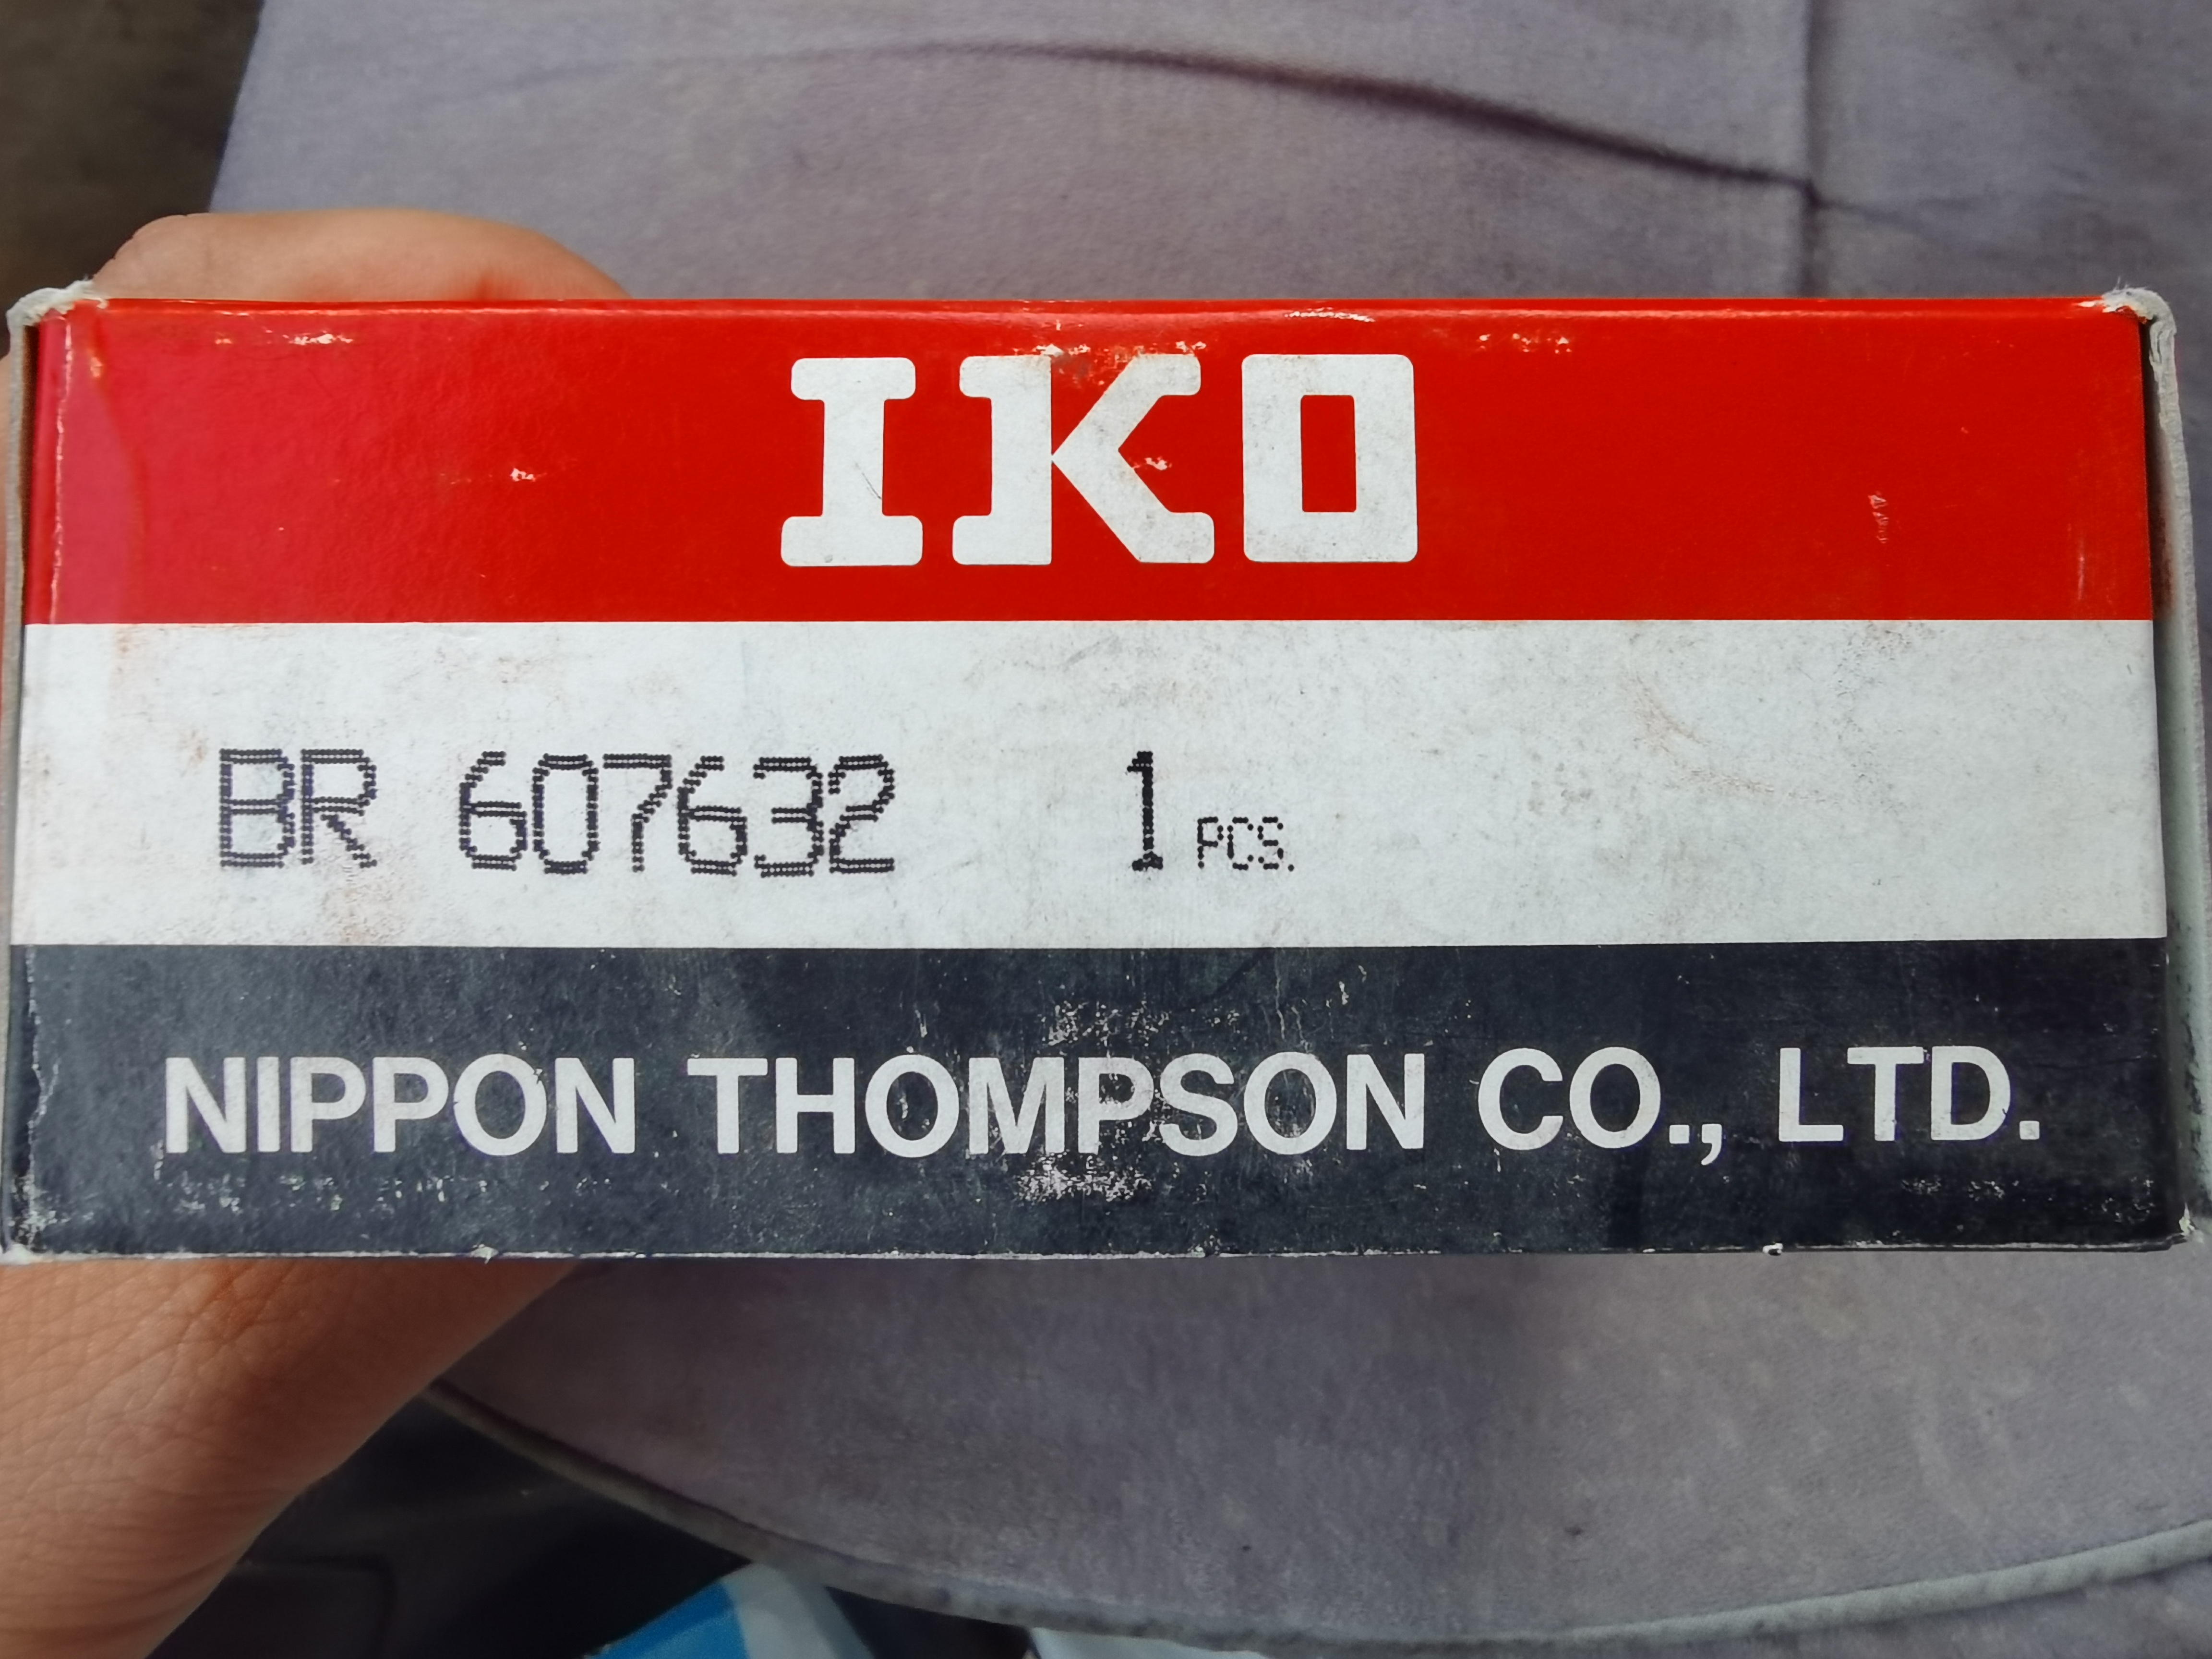 IKO
BR 607632 1 PCS.
NIPPON THOMPSON CO., LTD.